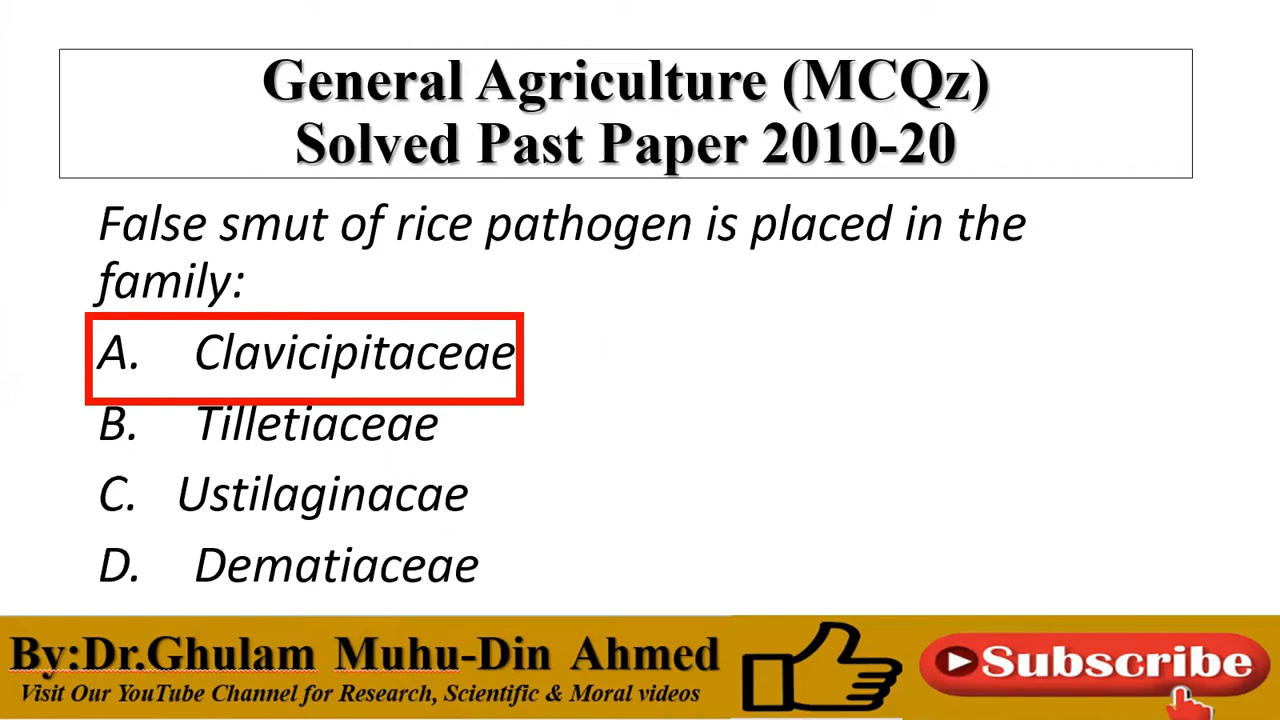 General Agriculture (MCQz)
Solved Past Paper 2010-20
False smut of rice pathogen is placed in the
family:
A. Clavicipitaceae
B. Tilletiaceae
C. Ustilaginacae
D. Dematiaceae
By:Dr.Ghulam Muhu-Din Ahmed
Visit Our YouTube Channel for Research, Scientific & Moral videos
Subscribe